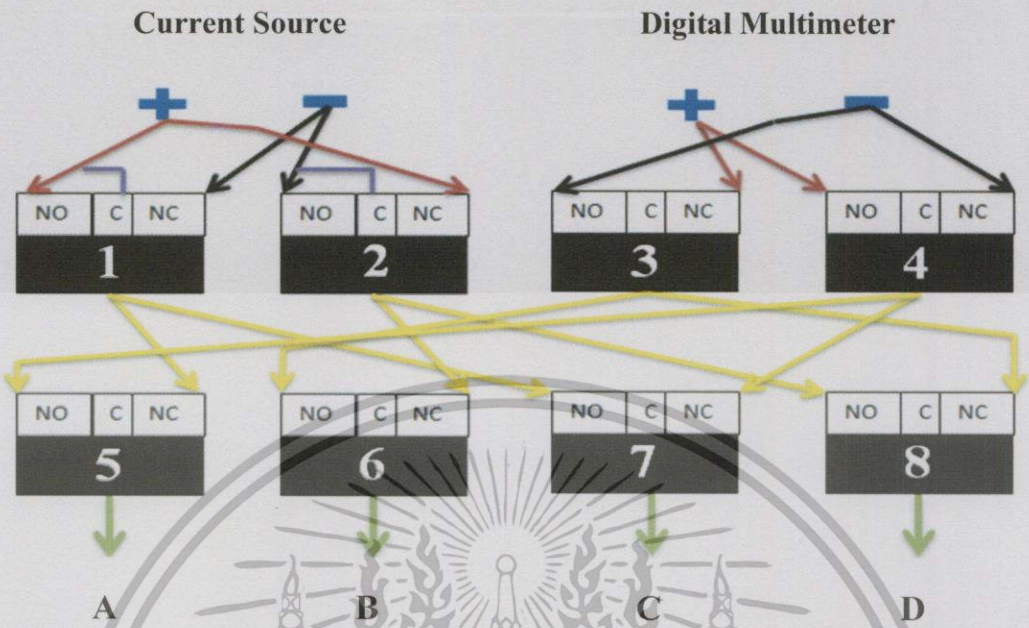 Current Source Digital Multimeter
+ - + -
NO C NC NO C NC NO C NC NO C NC
1 2 3 4
NO C NC NO C NC NO C NC NO C NC
5 6 7 8
A B C D